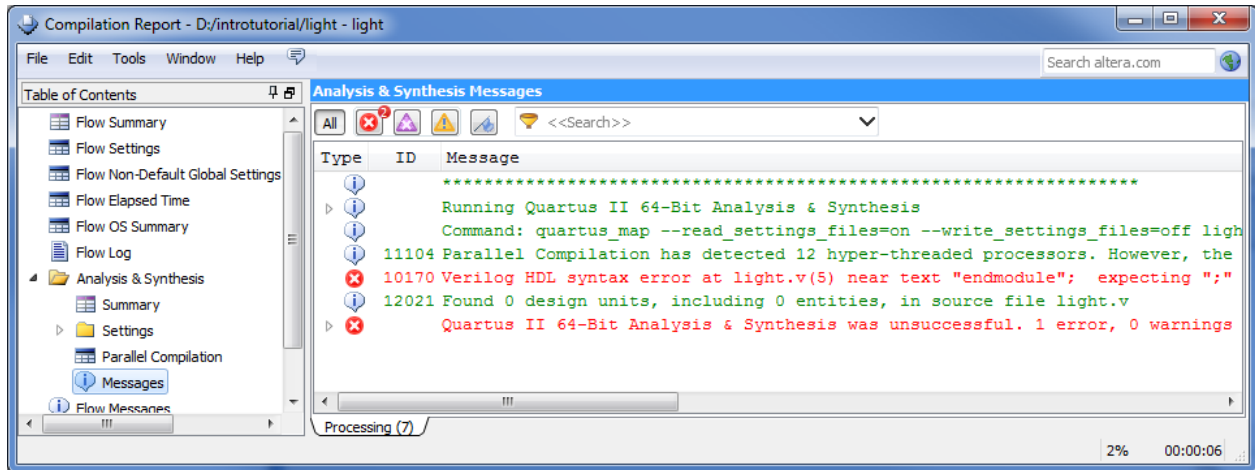 Compilation Report - D:/introtutorial/light - light
File Edit Tools Window Help
Search altera.com
Table of Contents
Flow Summary
Flow Settings
Flow Non-Default Global Settings
Flow Elapsed Time
Flow OS Summary
Flow Log
Analysis & Synthesis
Summary
Settings
Parallel Compilation
Messages
Flow Messages
Analysis & Synthesis Messages
All 2 <<Search>>
Type ID Message
*******************************************************************
Running Quartus II 64-Bit Analysis & Synthesis
Command: quartus_map --read_settings_files=on --write_settings_files=off ligh
11104 Parallel Compilation has detected 12 hyper-threaded processors. However, the
10170 Verilog HDL syntax error at light.v(5) near text "endmodule"; expecting ";"
12021 Found 0 design units, including 0 entities, in source file light.v
Quartus II 64-Bit Analysis & Synthesis was unsuccessful. 1 error, 0 warnings
Processing (7)
2% 00:00:06